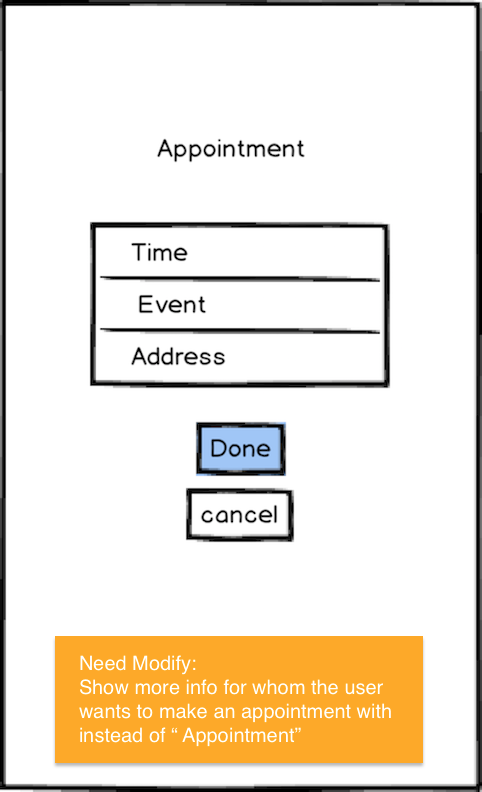 Appointment
Time
Event
Address
Done
cancel
Need Modify:
Show more info for whom the user
wants to make an appointment with
instead of “ Appointment”